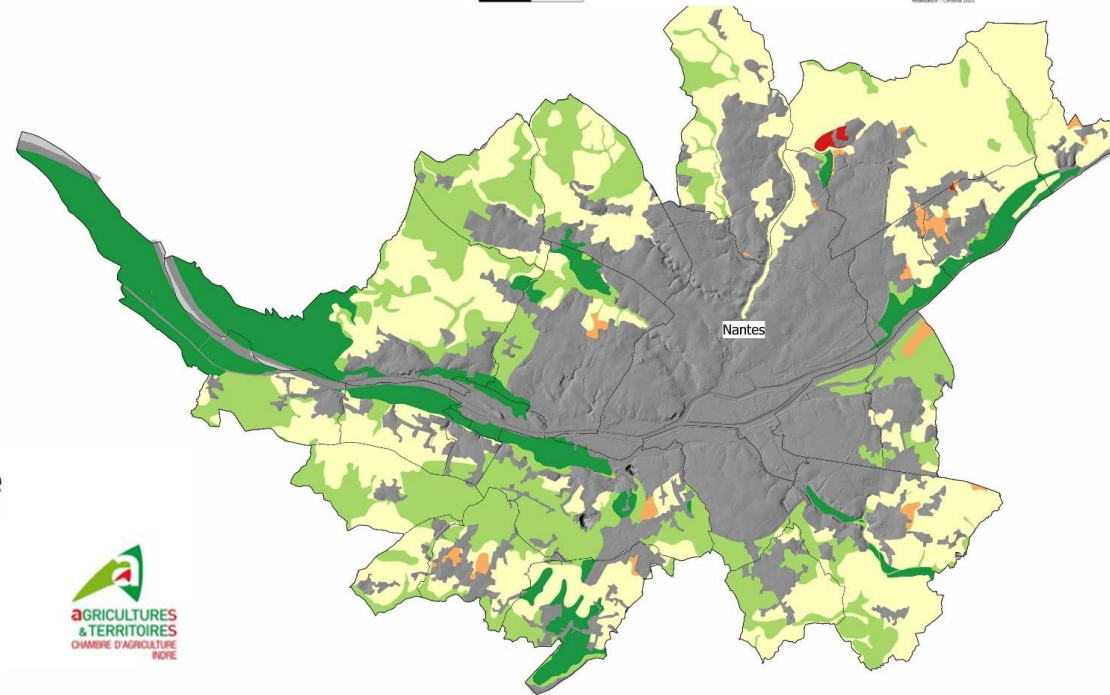 Nantes
aGRICULTURES
& TERRITOIRES
CHAMBRE D'AGRICULTURE
INDRE